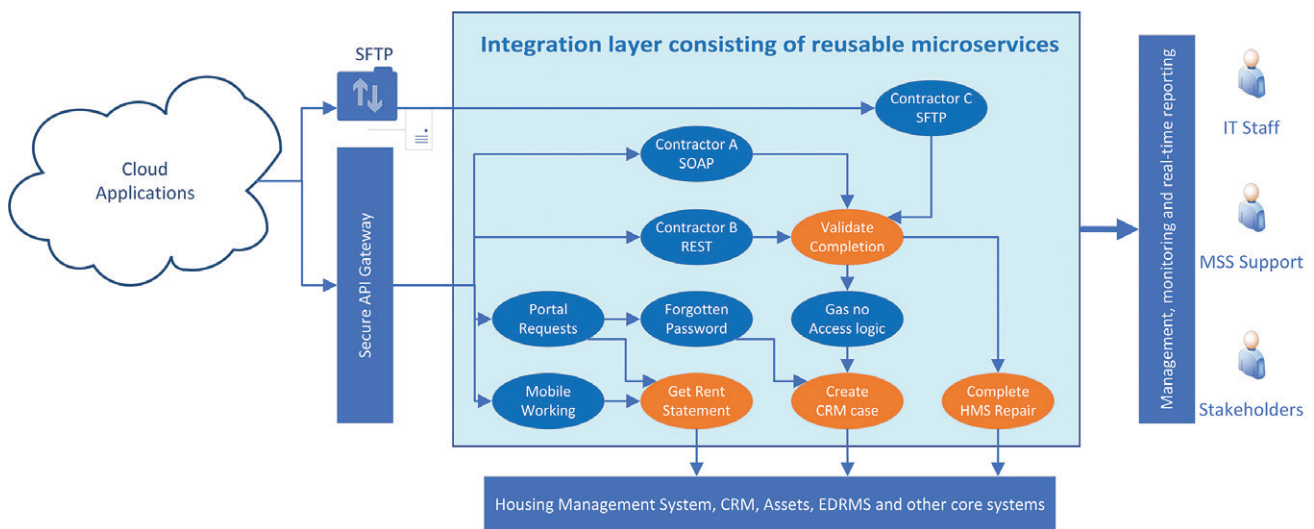 Integration layer consisting of reusable microservices
SFTP
Cloud
Applications
Secure API Gateway
Contractor C
SFTP
Contractor A
SOAP
Contractor B
REST
Validate
Completion
Portal
Requests
Forgotten
Password
Gas no
Access logic
Mobile
Working
Get Rent
Statement
Create
CRM case
Complete
HMS Repair
Housing Management System, CRM, Assets, EDRMS and other core systems
Management, monitoring and real-time reporting
IT Staff
MSS Support
Stakeholders